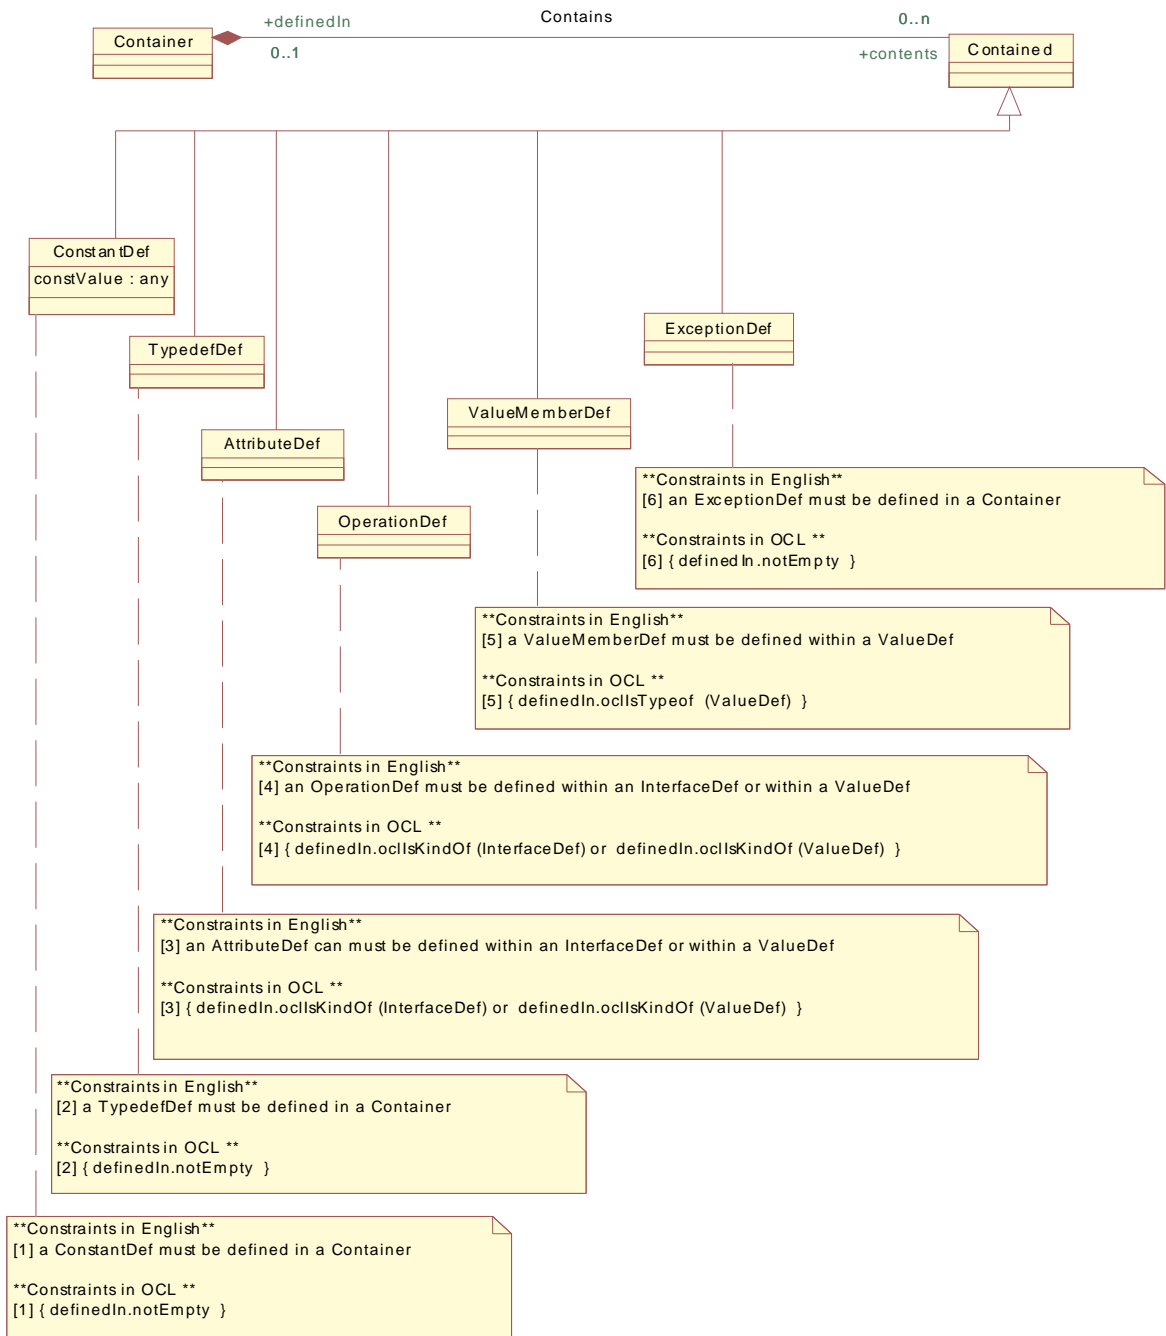 +definedIn
Contains
0..n
Container
0..1
+contents
Contained
ConstantDef
constValue : any
TypedefDef
AttributeDef
OperationDef
ValueMemberDef
ExceptionDef
**Constraints in English**
[6] an ExceptionDef must be defined in a Container
**Constraints in OCL **
[6] { definedIn.notEmpty }
**Constraints in English**
[5] a ValueMemberDef must be defined within a ValueDef
**Constraints in OCL **
[5] { definedIn.oclIsTypeof (ValueDef) }
**Constraints in English**
[4] an OperationDef must be defined within an InterfaceDef or within a ValueDef
**Constraints in OCL **
[4] { definedIn.oclIsKindOf (InterfaceDef) or definedIn.oclIsKindOf (ValueDef) }
**Constraints in English**
[3] an AttributeDef can must be defined within an InterfaceDef or within a ValueDef
**Constraints in OCL **
[3] { definedIn.oclIsKindOf (InterfaceDef) or definedIn.oclIsKindOf (ValueDef) }
**Constraints in English**
[2] a TypedefDef must be defined in a Container
**Constraints in OCL **
[2] { definedIn.notEmpty }
**Constraints in English**
[1] a ConstantDef must be defined in a Container
**Constraints in OCL **
[1] { definedIn.notEmpty }